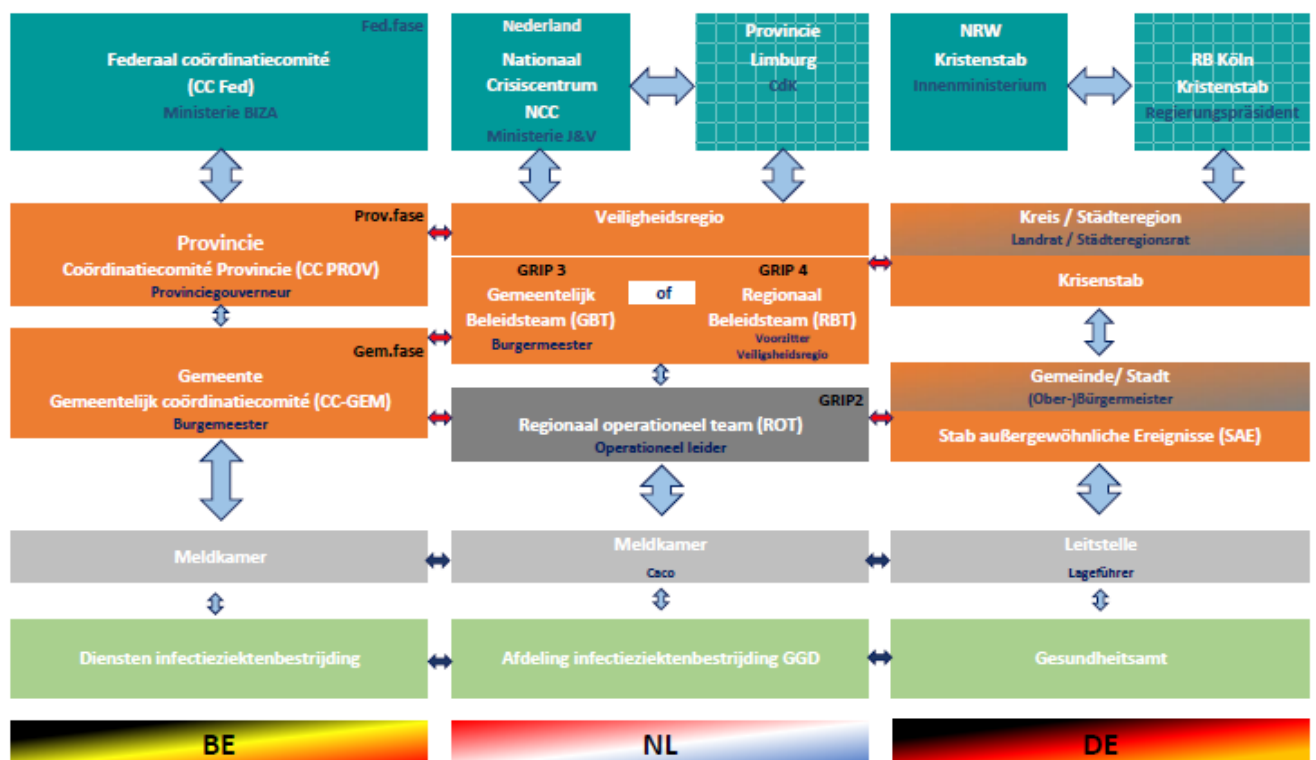 Fed.fase
Federaal coördinatiecomité
(CC Fed)
Ministerie BIZA
Nederland
Nationaal
Crisiscentrum
NCC
Ministerie J&V
Provincie
Limburg
CdK
NRW
Kristenstab
Innenministerium
RB Köln
Kristenstab
Regierungspräsident
Prov.fase
Provincie
Coördinatiecomité Provincie (CC PROV)
Provinciegouverneur
Veiligheidsregio
GRIP 3
Gemeentelijk
Beleidsteam (GBT)
Burgermeester
of
GRIP 4
Regionaal
Beleidsteam (RBT)
Voorzitter
Veiligsheidsregio
Kreis / Städteregion
Landrat / Städteregionsrat
Krisenstab
Gem.fase
Gemeente
Gemeentelijk coördinatiecomité (CC-GEM)
Burgemeester
GRIP2
Regionaal operationeel team (ROT)
Operationeel leider
Gemeinde/ Stadt
(Ober-)Bürgermeister
Stab außergewöhnliche Ereignisse (SAE)
Meldkamer
Meldkamer
Caco
Leitstelle
Lageführer
Diensten infectieziektenbestrijding
Afdeling infectieziektenbestrijding GGD
Gesundheitsamt
BE
NL
DE